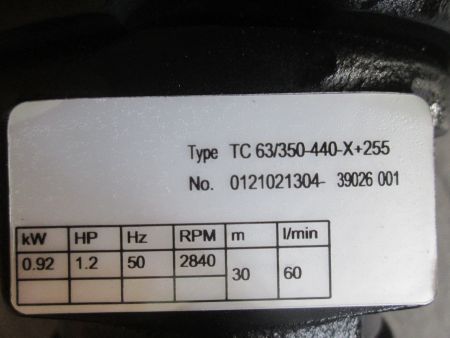 Type TC 63/350-440-X+255
No. 0121021304- 39026 001
kW HP Hz RPM m l/min
0.92 1.2 50 2840 30 60